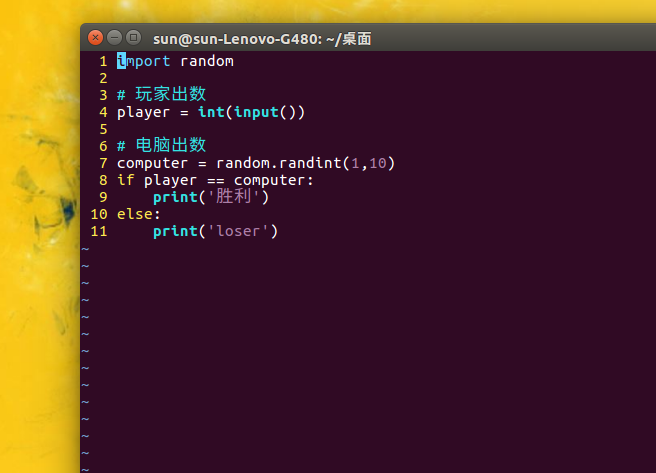 sun@sun-Lenovo-G480: ~/桌面
1 import random
2
3 # 玩家出数
4 player = int(input())
5
6 # 电脑出数
7 computer = random.randint(1,10)
8 if player == computer:
9     print('胜利')
10 else:
11     print('loser')
~
~
~
~
~
~
~
~
~
~
~
~
~
~